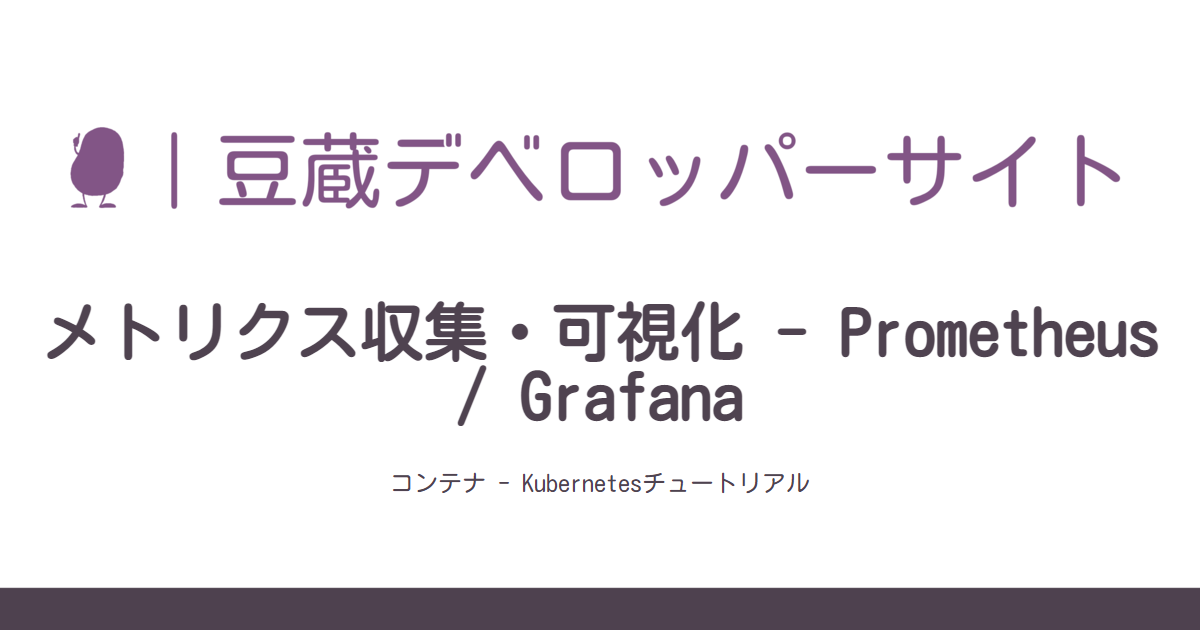 ｜豆蔵デベロッパーサイト
メトリクス収集・可視化 - Prometheus
/ Grafana
コンテナ - Kubernetesチュートリアル